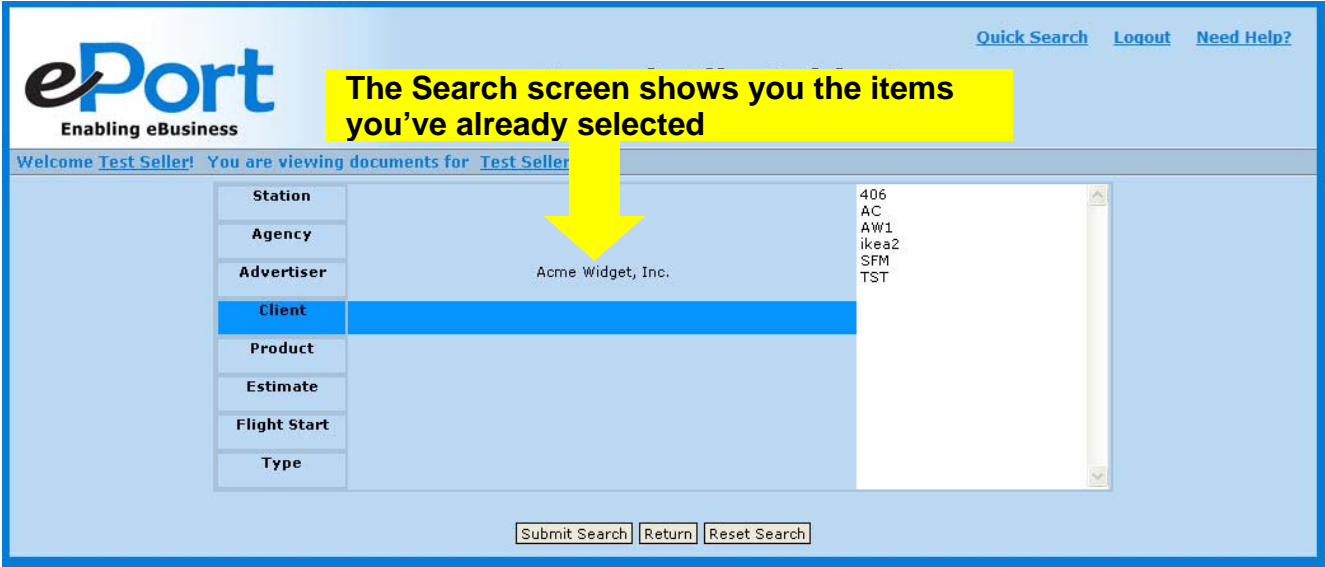 Quick Search Logout Need Help?
ePort
Enabling eBusiness
The Search screen shows you the items
you've already selected
Welcome Test Seller! You are viewing documents for Test Seller
Station
Agency
Advertiser Acme Widget, Inc.
Client
Product
Estimate
Flight Start
Type
406
AC
AW1
ikea2
SFM
TST
Submit Search Return Reset Search